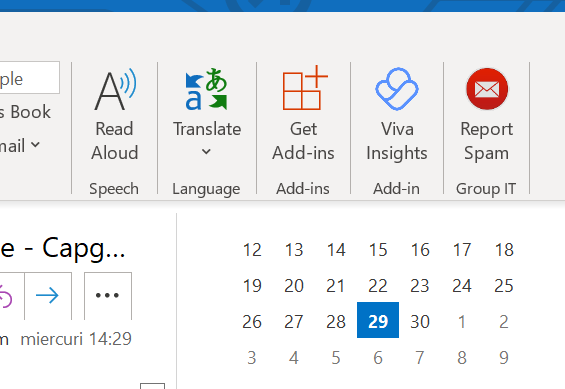 ple
s Book
mail
Read
Aloud
Speech
Translate
Language
Get
Add-ins
Add-ins
Viva
Insights
Add-in
Report
Spam
Group IT
e - Capg...
m miercuri 14:29
12 13 14 15 16 17 18
19 20 21 22 23 24 25
26 27 28 29 30 1 2
3 4 5 6 7 8 9